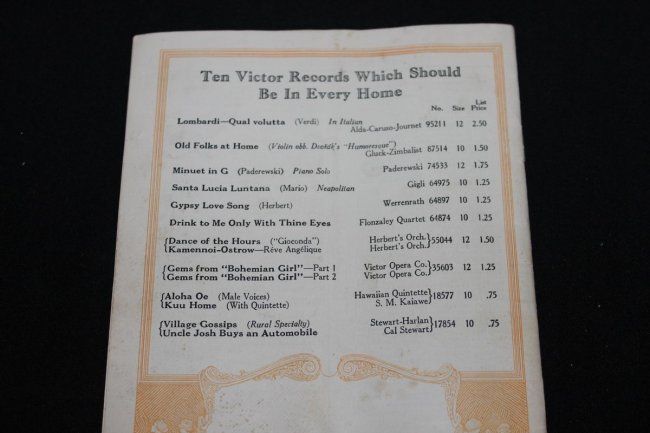 Ten Victor Records Which Should
Be In Every Home
No. Size List Price
Lombardi—Qual volutta (Verdi) In Italian
Alda-Caruso-Journet 95211 12 2.50
Old Folks at Home (Violin obb. Dvořák's "Humoresque")
Gluck-Zimbalist 87514 10 1.50
Minuet in G (Paderewski) Piano Solo Paderewski 74533 12 1.75
Santa Lucia Luntana (Mario) Neapolitan Gigli 64975 10 1.25
Gypsy Love Song (Herbert) Werrenrath 64897 10 1.25
Drink to Me Only With Thine Eyes Flonzaley Quartet 64874 10 1.25
{Dance of the Hours ("Gioconda") Herbert's Orch.}55044 12 1.50
{Kamennoi-Ostrow—Rêve Angélique Herbert's Orch.}
{Gems from "Bohemian Girl"—Part 1 Victor Opera Co.}35603 12 1.25
{Gems from "Bohemian Girl"—Part 2 Victor Opera Co.}
{Aloha Oe (Male Voices) Hawaiian Quintette}18577 10 .75
{Kuu Home (With Quintette) S. M. Kaiawe}
{Village Gossips (Rural Specialty) Stewart-Harlan}17854 10 .75
{Uncle Josh Buys an Automobile Cal Stewart}